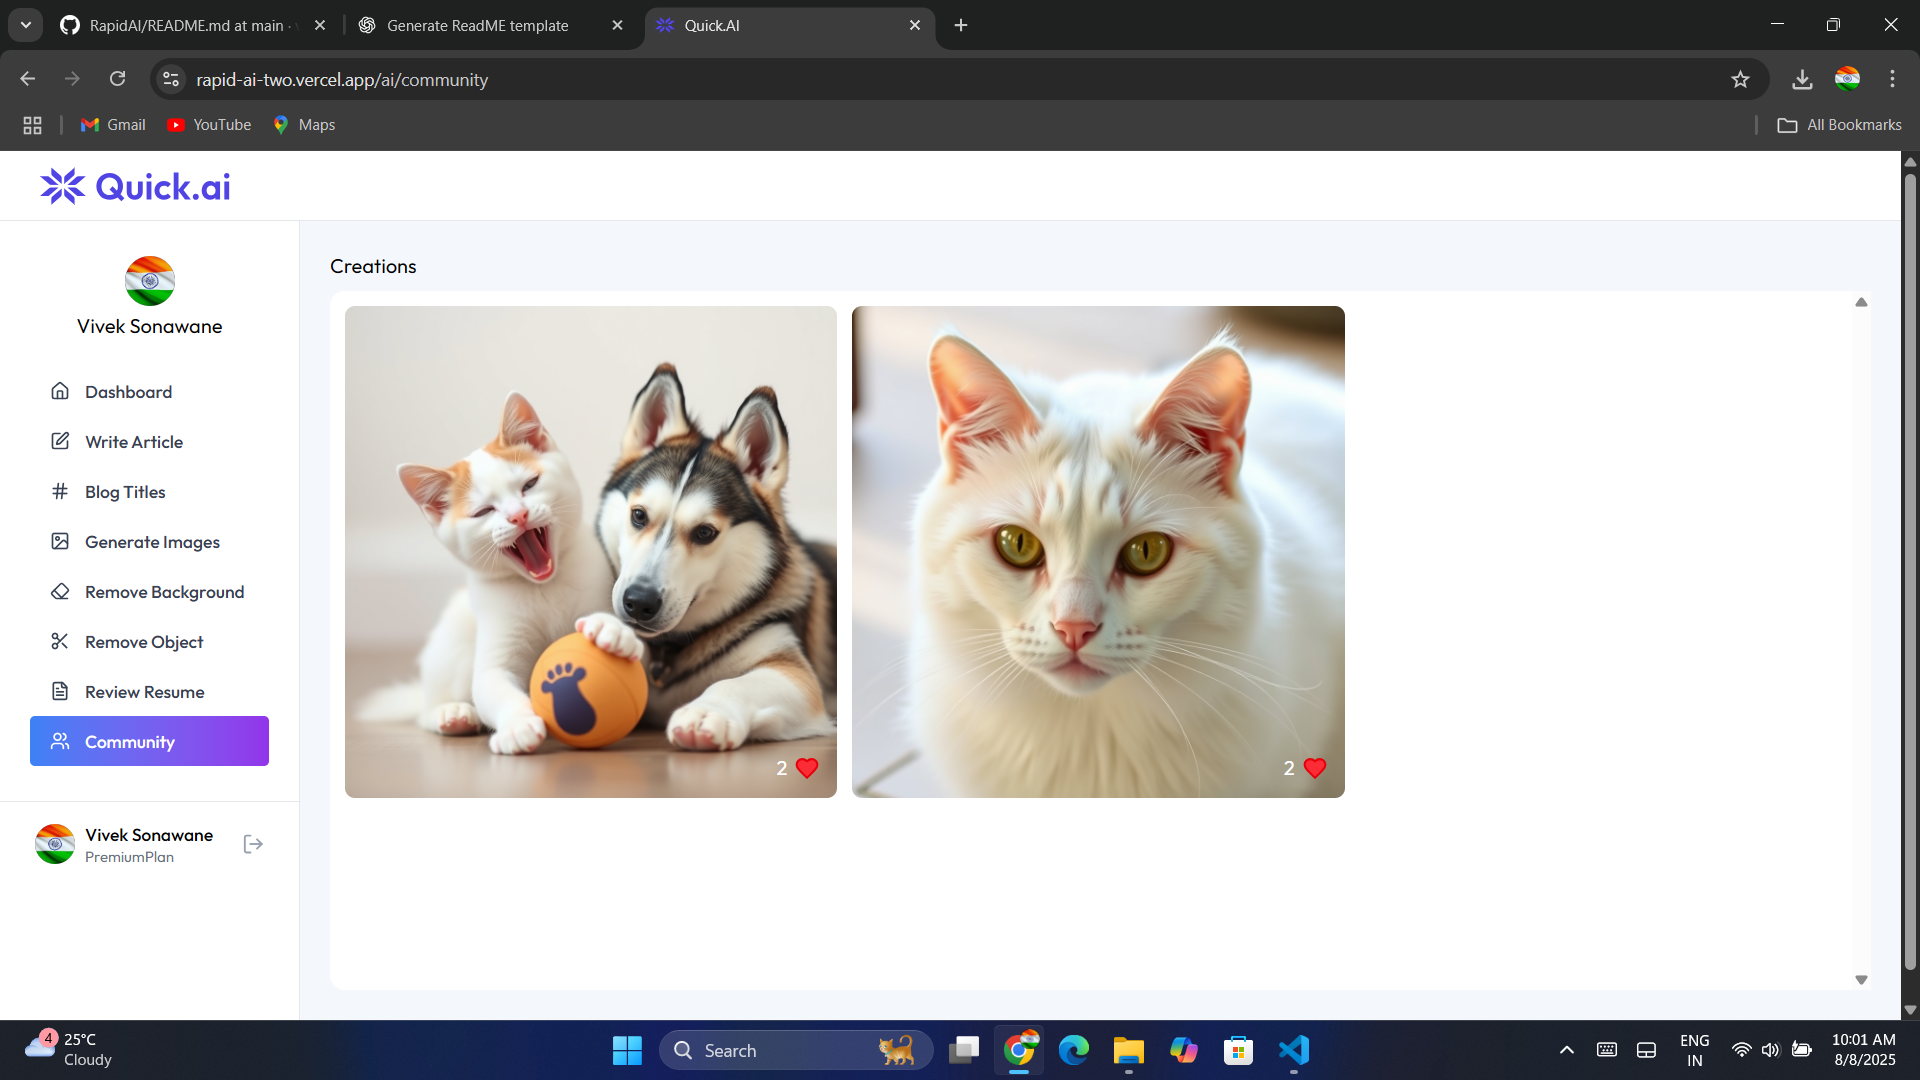 RapidAI/README.md at main ·
Generate ReadME template
Quick.AI
rapid-ai-two.vercel.app/ai/community
Gmail
YouTube
Maps
All Bookmarks
Quick.ai
Vivek Sonawane
Dashboard
Write Article
Blog Titles
Generate Images
Remove Background
Remove Object
Review Resume
Community
Vivek Sonawane
PremiumPlan
Creations
2
2
4
25°C
Cloudy
Search
ENG
IN
10:01 AM
8/8/2025